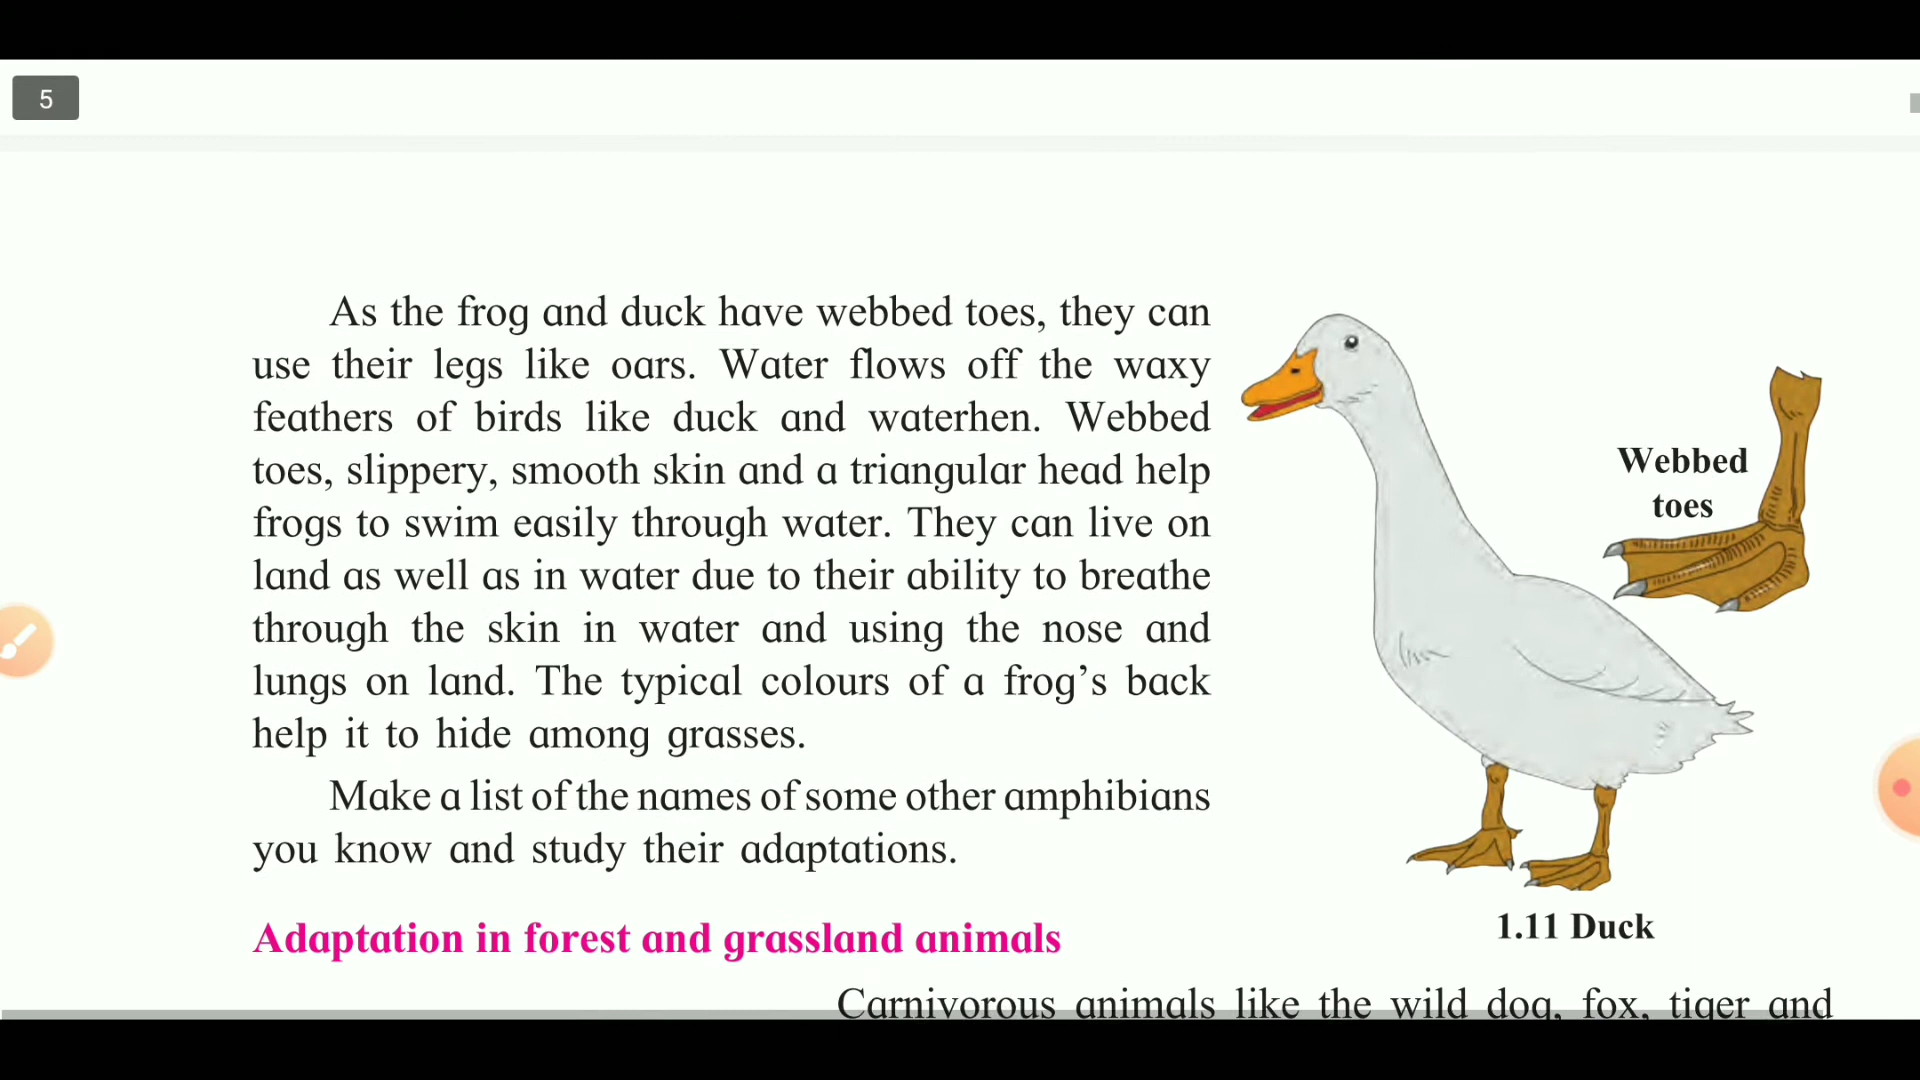 5
As the frog and duck have webbed toes, they can
use their legs like oars. Water flows off the waxy
feathers of birds like duck and waterhen. Webbed
toes, slippery, smooth skin and a triangular head help
frogs to swim easily through water. They can live on
land as well as in water due to their ability to breathe
through the skin in water and using the nose and
lungs on land. The typical colours of a frog’s back
help it to hide among grasses.
Make a list of the names of some other amphibians
you know and study their adaptations.
Webbed
toes
1.11 Duck
Adaptation in forest and grassland animals
Carnivorous animals like the wild dog, fox, tiger and